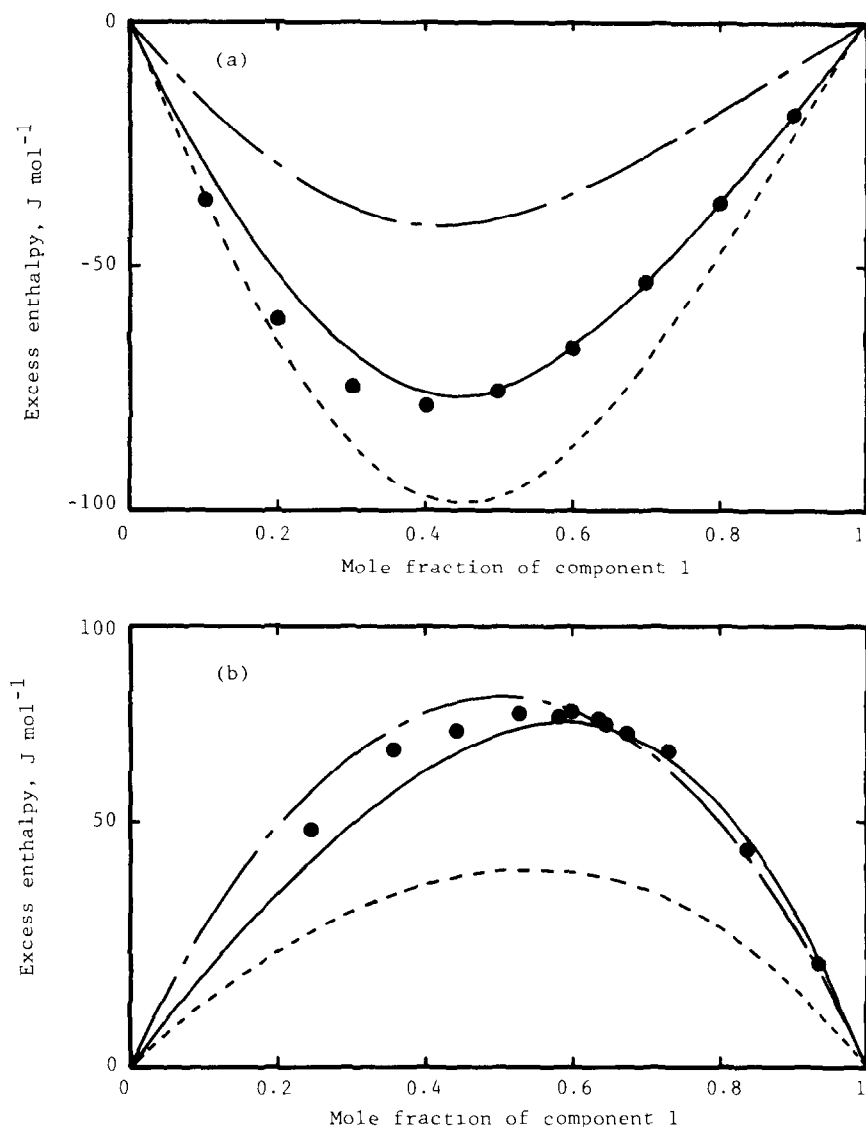 0
(a)
Excess enthalpy, J mol⁻¹
-50
-100
0 0.2 0.4 0.6 0.8 1
Mole fraction of component 1
100
(b)
Excess enthalpy, J mol⁻¹
50
0
0 0.2 0.4 0.6 0.8 1
Mole fraction of component 1